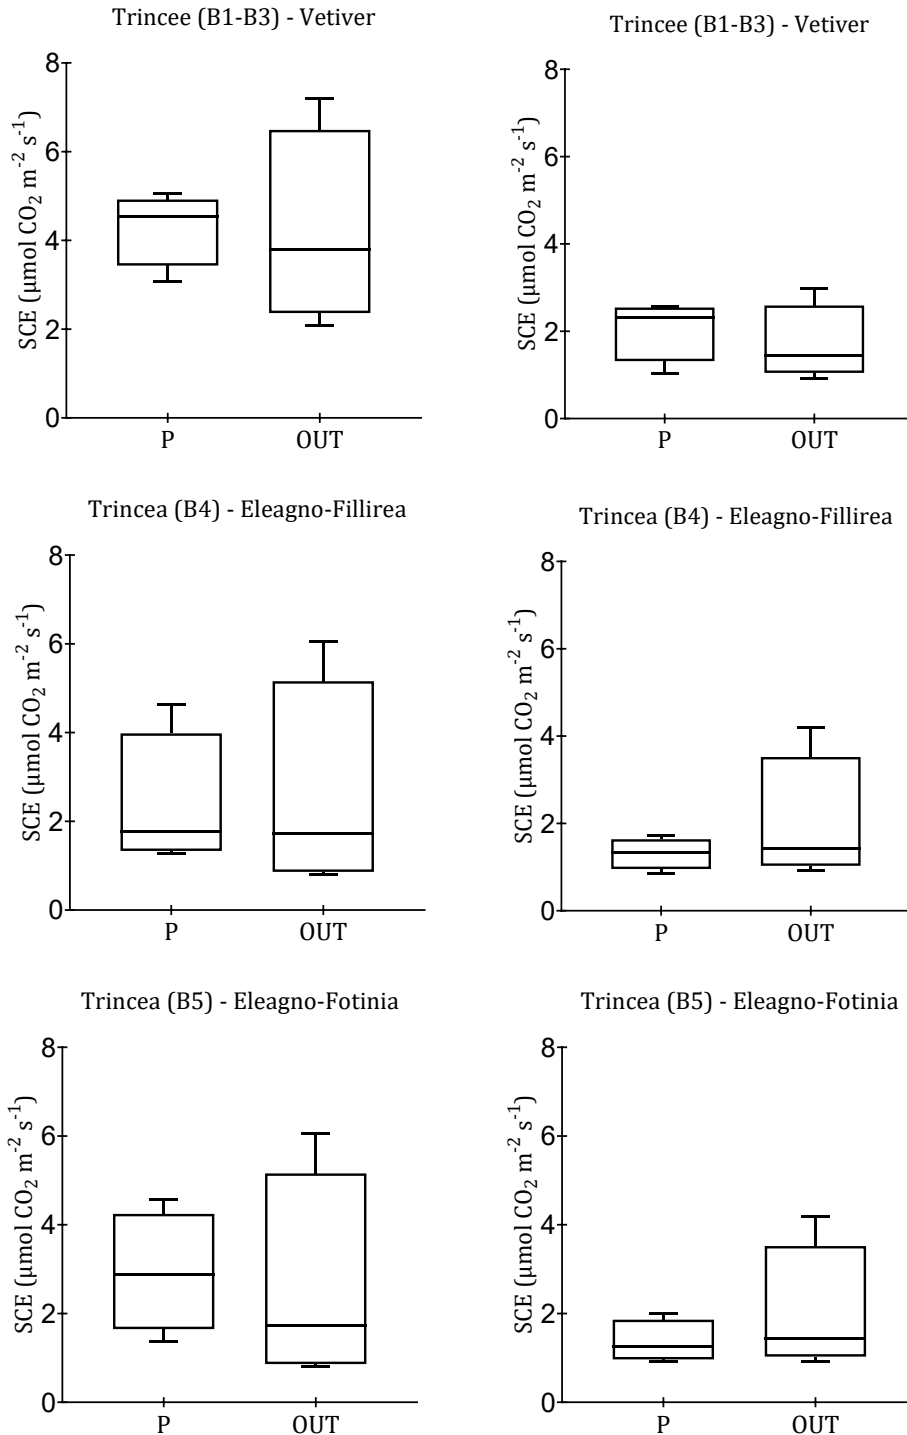 Trincee (B1-B3) - Vetiver
SCE (µmol CO2 m-2 s-1)
8
6
4
2
0
P OUT
Trincee (B1-B3) - Vetiver
SCE (µmol CO2 m-2 s-1)
8
6
4
2
0
P OUT
Trincea (B4) - Eleagno-Fillirea
SCE (µmol CO2 m-2 s-1)
8
6
4
2
0
P OUT
Trincea (B4) - Eleagno-Fillirea
SCE (µmol CO2 m-2 s-1)
8
6
4
2
0
P OUT
Trincea (B5) - Eleagno-Fotinia
SCE (µmol CO2 m-2 s-1)
8
6
4
2
0
P OUT
Trincea (B5) - Eleagno-Fotinia
SCE (µmol CO2 m-2 s-1)
8
6
4
2
0
P OUT